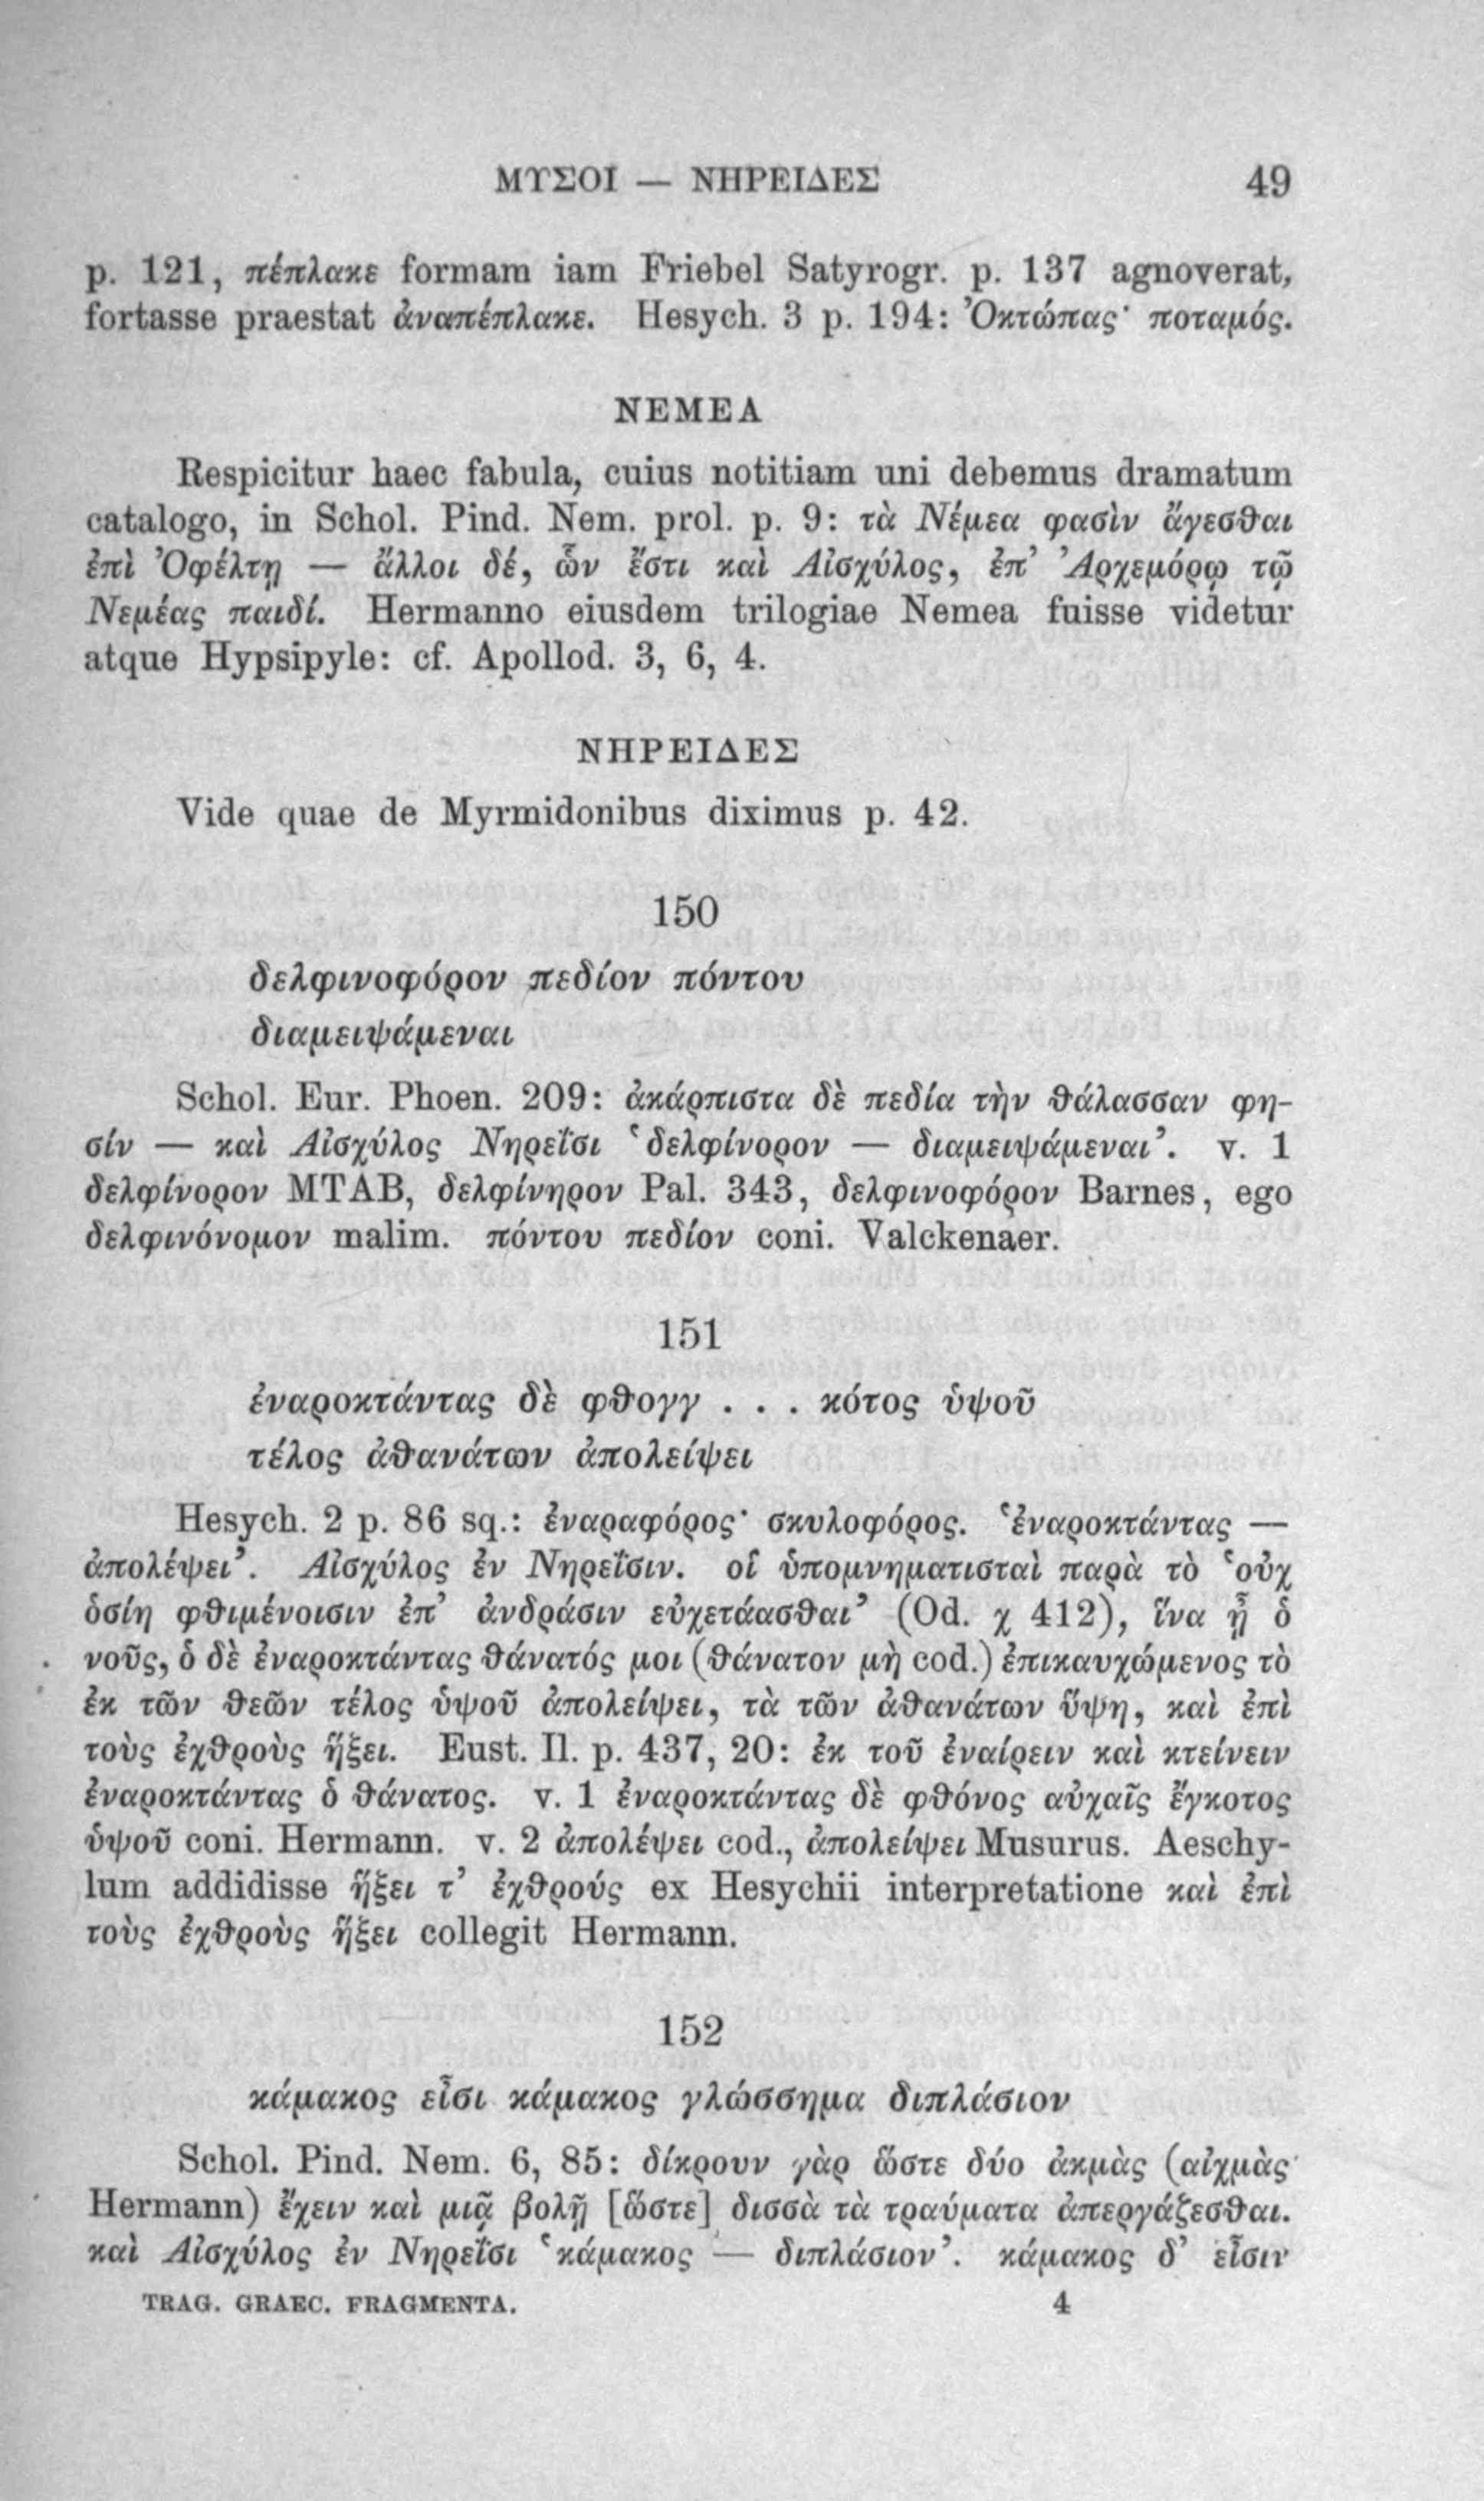 ΜΥΣΟΙ — ΝΗΡΕΙΔΕΣ 49
p. 121, πέπλακε formam iam Friebel Satyrogr. p. 137 agnoverat,
fortasse praestat ἀναπέπλακε. Hesych. 3 p. 194: Ὀκτώπας· ποταμός.
ΝΕΜΕΑ
Respicitur haec fabula, cuius notitiam uni debemus dramatum
catalogo, in Schol. Pind. Nem. prol. p. 9: τὰ Νέμεα φασὶν ἄγεσθαι
ἐπὶ Ὀφέλτῃ — ἄλλοι δέ, ὧν ἔστι καὶ Αἰσχύλος, ἐπ’ Ἀρχεμόρῳ τῷ
Νεμέας παιδί. Hermanno eiusdem trilogiae Nemea fuisse videtur
atque Hypsipyle: cf. Apollod. 3, 6, 4.
ΝΗΡΕΙΔΕΣ
Vide quae de Myrmidonibus diximus p. 42.
150
δελφινοφόρον πεδίον πόντου
διαμειψάμεναι
Schol. Eur. Phoen. 209: ἀκάρπιστα δὲ πεδία τὴν θάλασσαν φη-
σίν — καὶ Αἰσχύλος Νηρεῖσι ‘δελφίνορον — διαμειψάμεναι’. v. 1
δελφίνορον MTAB, δελφίνηρον Pal. 343, δελφινοφόρον Barnes, ego
δελφινόνομον malim. πόντου πεδίον coni. Valckenaer.
151
ἐναροκτάντας δὲ φθογγ . . . κότος ὑψοῦ
τέλος ἀθανάτων ἀπολείψει
Hesych. 2 p. 86 sq.: ἐναραφόρος· σκυλοφόρος. ‘ἐναροκτάντας —
ἀπολέψει’. Αἰσχύλος ἐν Νηρεΐσιν. οἱ ὑπομνηματισταὶ παρὰ τὸ ‘οὐχ
ὁσίη φθιμένοισιν ἐπ’ ἀνδράσιν εὐχετάασθαι’ (Od. χ 412), ἵνα ᾖ ὁ
νοῦς, ὁ δὲ ἐναροκτάντας θάνατός μοι (θάνατον μὴ cod.) ἐπικαυχώμενος τὸ
ἐκ τῶν θεῶν τέλος ὑψοῦ ἀπολείψει, τὰ τῶν ἀθανάτων ὕψη, καὶ ἐπὶ
τοὺς ἐχθροὺς ἥξει. Eust. Il. p. 437, 20: ἐκ τοῦ ἐναίρειν καὶ κτείνειν
ἐναροκτάντας ὁ θάνατος. v. 1 ἐναροκτάντας δὲ φθόνος αὐχαῖς ἔγκοτος
ὑψοῦ coni. Hermann. v. 2 ἀπολέψει cod., ἀπολείψει Musurus. Aeschy-
lum addidisse ἥξει τ’ ἐχθρούς ex Hesychii interpretatione καὶ ἐπὶ
τοὺς ἐχθροὺς ἥξει collegit Hermann.
152
κάμακος εἶσι κάμακος γλώσσημα διπλάσιον
Schol. Pind. Nem. 6, 85: δίκρουν γὰρ ὥστε δύο ἀκμὰς (αἰχμὰς
Hermann) ἔχειν καὶ μιᾷ βολῇ [ὥστε] δισσὰ τὰ τραύματα ἀπεργάζεσθαι.
καὶ Αἰσχύλος ἐν Νηρεΐσι ‘κάμακος — διπλάσιον’. κάμακος δ’ εἶσιν
TRAG. GRAEC. FRAGMENTA. 4